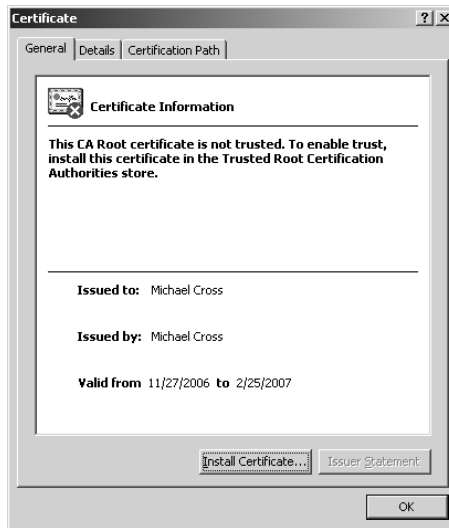 Certificate
? X
General Details Certification Path
Certificate Information
This CA Root certificate is not trusted. To enable trust,
install this certificate in the Trusted Root Certification
Authorities store.
Issued to: Michael Cross
Issued by: Michael Cross
Valid from 11/27/2006 to 2/25/2007
Install Certificate... Issuer Statement
OK